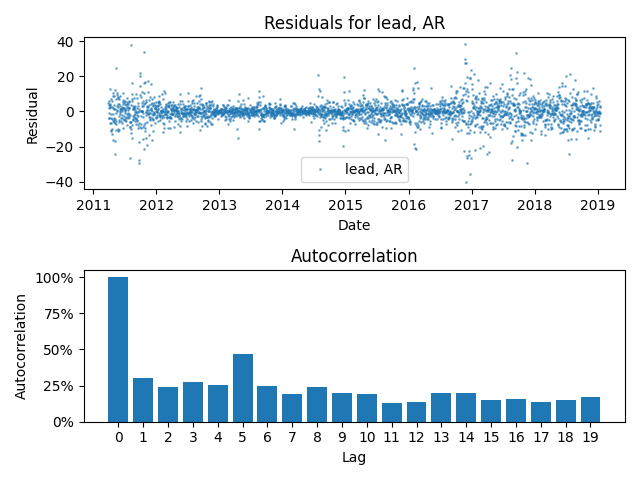 Residuals for lead, AR
40
20
0
−20
−40
Residual
lead, AR
2011 2012 2013 2014 2015 2016 2017 2018 2019
Date
Autocorrelation
100%
75%
50%
25%
0%
Autocorrelation
0 1 2 3 4 5 6 7 8 9 10 11 12 13 14 15 16 17 18 19
Lag